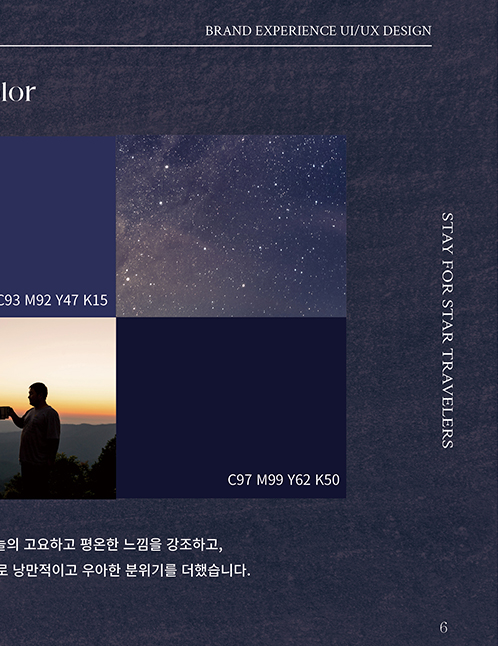 BRAND EXPERIENCE UI/UX DESIGN
lor
C93 M92 Y47 K15
STAY FOR STAR TRAVELERS
C97 M99 Y62 K50
늘의 고요하고 평온한 느낌을 강조하고,
로 낭만적이고 우아한 분위기를 더했습니다.
6